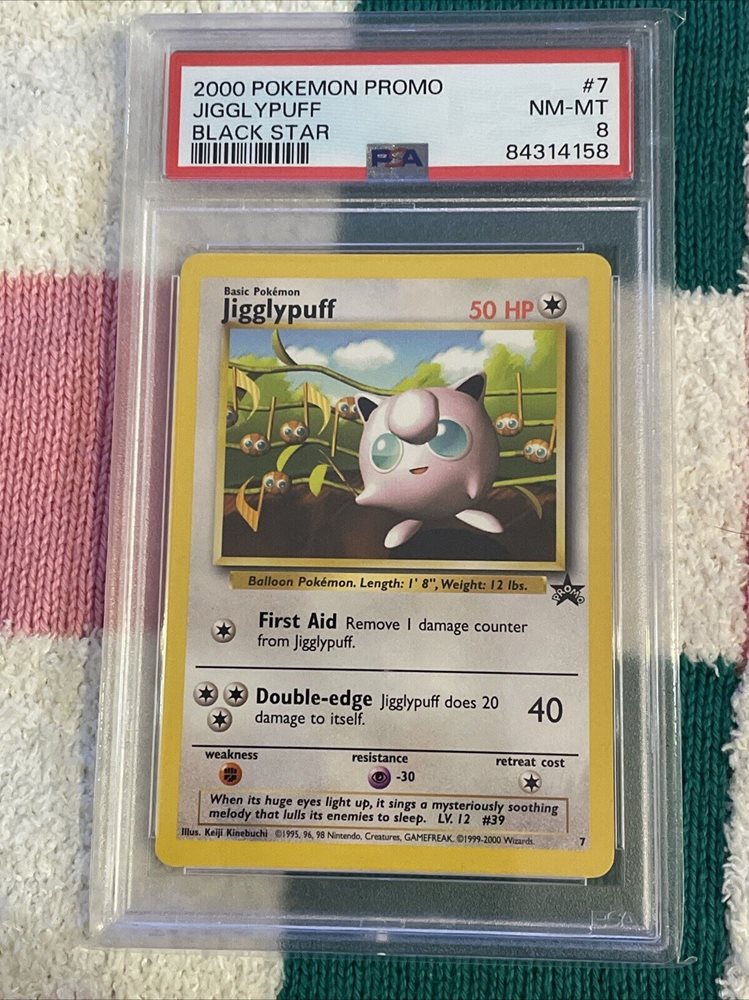 2000 POKEMON PROMO #7
JIGGLYPUFF NM-MT
BLACK STAR 8
PSA 84314158
Basic Pokémon
Jigglypuff 50 HP
Balloon Pokémon. Length: 1' 8", Weight: 12 lbs.
PROMO
First Aid Remove 1 damage counter
from Jigglypuff.
Double-edge Jigglypuff does 20
damage to itself. 40
weakness resistance retreat cost
-30
When its huge eyes light up, it sings a mysteriously soothing
melody that lulls its enemies to sleep. LV. 12 #39
Illus. Keiji Kinebuchi ©1995, 96, 98 Nintendo, Creatures, GAMEFREAK. ©1999-2000 Wizards. 7
PSA